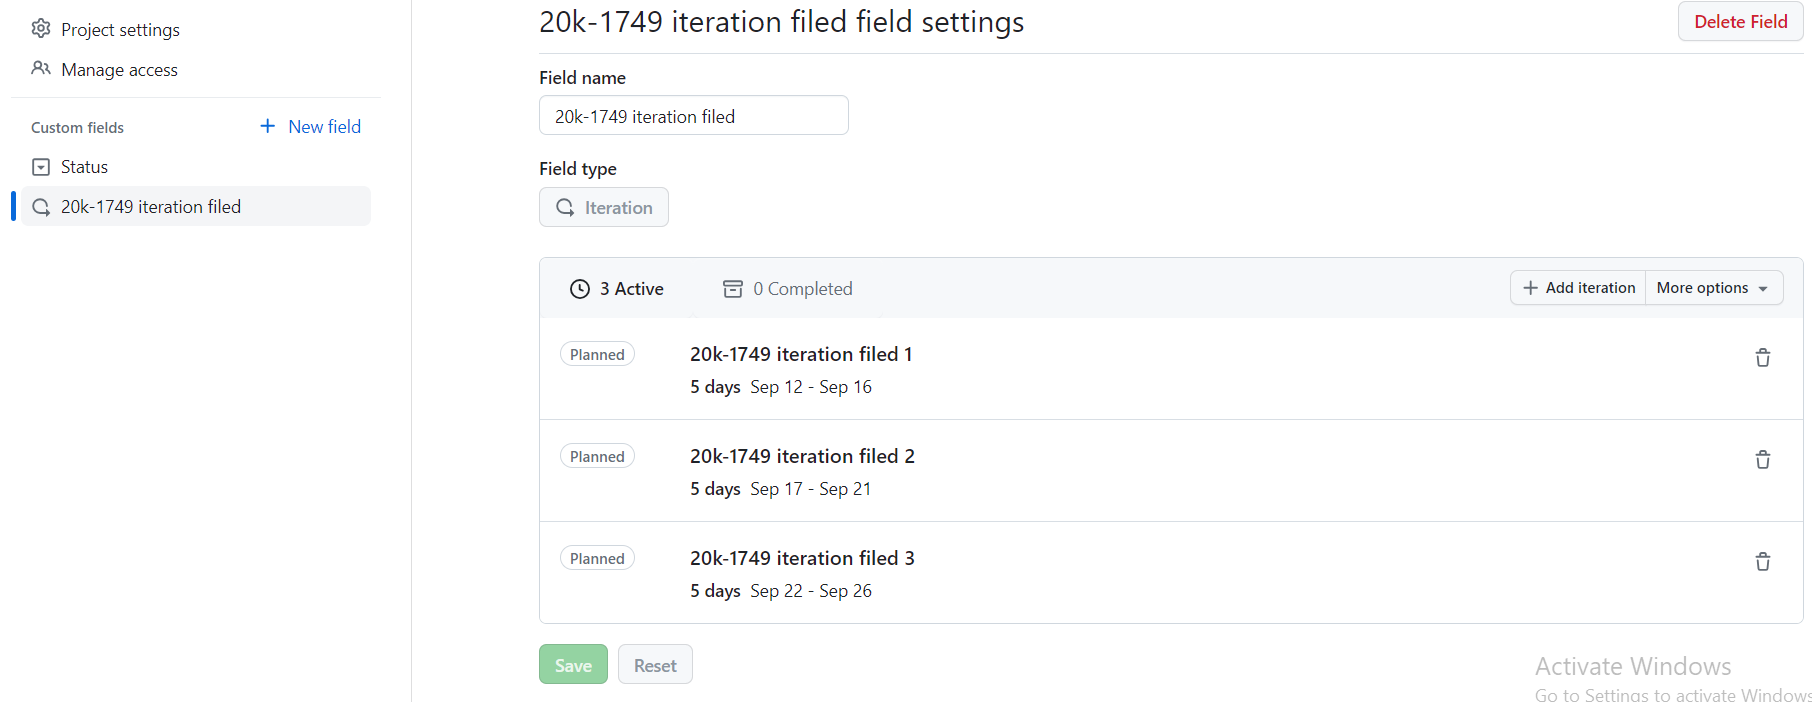 Project settings
Manage access
Custom fields
New field
Status
20k-1749 iteration filed
20k-1749 iteration filed field settings
Delete Field
Field name
20k-1749 iteration filed
Field type
Iteration
3 Active
0 Completed
Add iteration
More options
Planned
20k-1749 iteration filed 1
5 days Sep 12 - Sep 16
Planned
20k-1749 iteration filed 2
5 days Sep 17 - Sep 21
Planned
20k-1749 iteration filed 3
5 days Sep 22 - Sep 26
Save
Reset
Activate Windows
Go to Settings to activate Windows